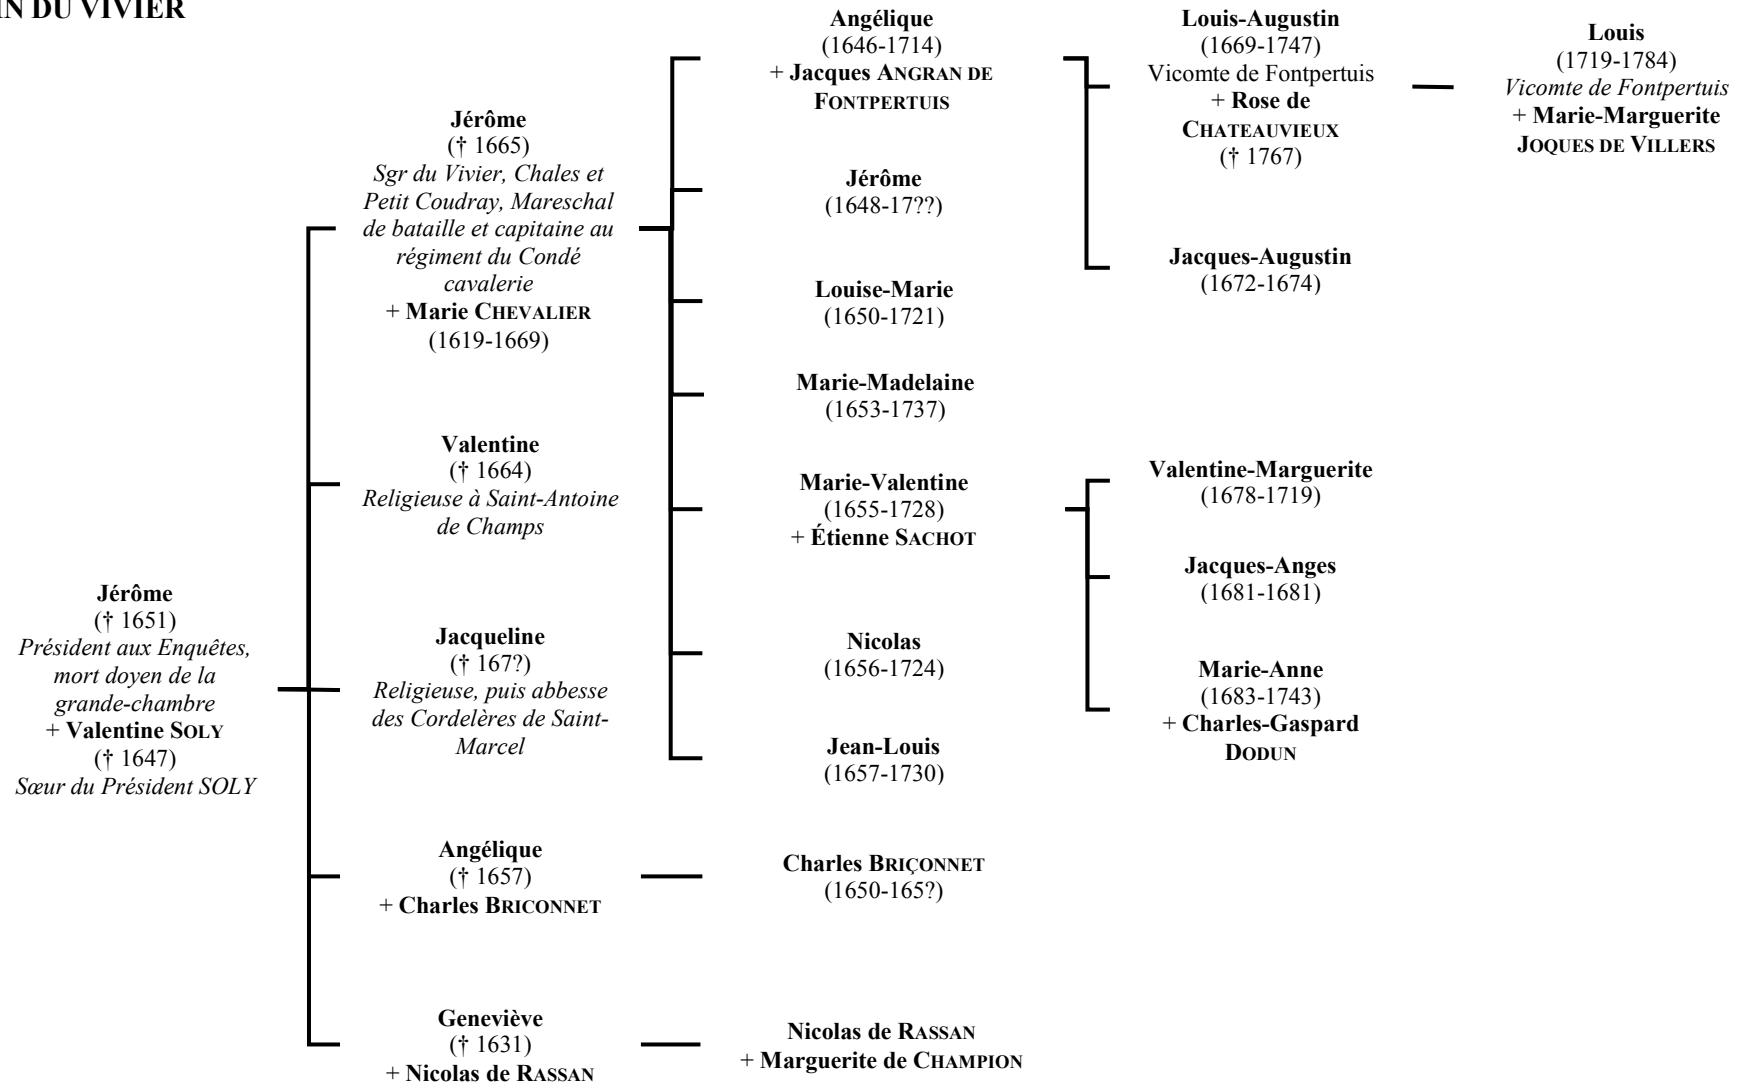 IN DU VIVIER
Jérôme
(† 1651)
Président aux Enquêtes,
mort doyen de la
grande-chambre
+ Valentine SOLY
(† 1647)
Sœur du Président SOLY
Jérôme
(† 1665)
Sgr du Vivier, Chales et
Petit Coudray, Mareschal
de bataille et capitaine au
régiment du Condé
cavalerie
+ Marie CHEVALIER
(1619-1669)
Valentine
(† 1664)
Religieuse à Saint-Antoine
de Champs
Jacqueline
(† 167?)
Religieuse, puis abbesse
des Cordelères de Saint-
Marcel
Angélique
(† 1657)
+ Charles BRICONNET
Geneviève
(† 1631)
+ Nicolas de RASSAN
Angélique
(1646-1714)
+ Jacques ANGRAN DE
FONTPERTUIS
Jérôme
(1648-17??)
Louise-Marie
(1650-1721)
Marie-Madelaine
(1653-1737)
Marie-Valentine
(1655-1728)
+ Étienne SACHOT
Nicolas
(1656-1724)
Jean-Louis
(1657-1730)
Charles BRIÇONNET
(1650-165?)
Nicolas de RASSAN
+ Marguerite de CHAMPION
Louis-Augustin
(1669-1747)
Vicomte de Fontpertuis
+ Rose de
CHATEAUVIEUX
(† 1767)
Jacques-Augustin
(1672-1674)
Valentine-Marguerite
(1678-1719)
Jacques-Anges
(1681-1681)
Marie-Anne
(1683-1743)
+ Charles-Gaspard
DODUN
Louis
(1719-1784)
Vicomte de Fontpertuis
+ Marie-Marguerite
JOQUES DE VILLERS